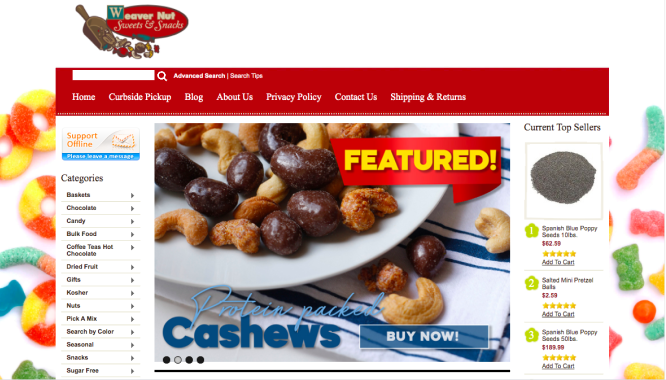 Weaver Nut
Sweets & Snacks
Advanced Search | Search Tips
Home
Curbside Pickup
Blog
About Us
Privacy Policy
Contact Us
Shipping & Returns
Support
Offline
Please leave a message
Categories
Baskets
Chocolate
Candy
Bulk Food
Coffee Teas Hot
Chocolate
Dried Fruit
Gifts
Kosher
Nuts
Pick A Mix
Search by Color
Seasonal
Snacks
Sugar Free
FEATURED!
Protein packed
Cashews
BUY NOW!
Current Top Sellers
1
Spanish Blue Poppy
Seeds 10lbs.
$62.59
Add To Cart
2
Salted Mini Pretzel
Balls
$2.59
Add To Cart
3
Spanish Blue Poppy
Seeds 50lbs.
$189.99
Add To Cart